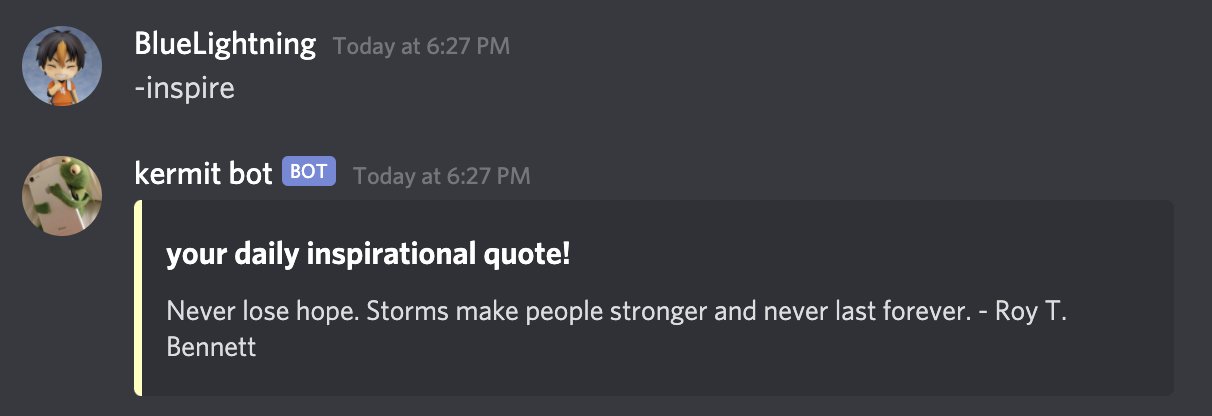 BlueLightning Today at 6:27 PM
-inspire
kermit bot BOT Today at 6:27 PM
your daily inspirational quote!
Never lose hope. Storms make people stronger and never last forever. - Roy T.
Bennett